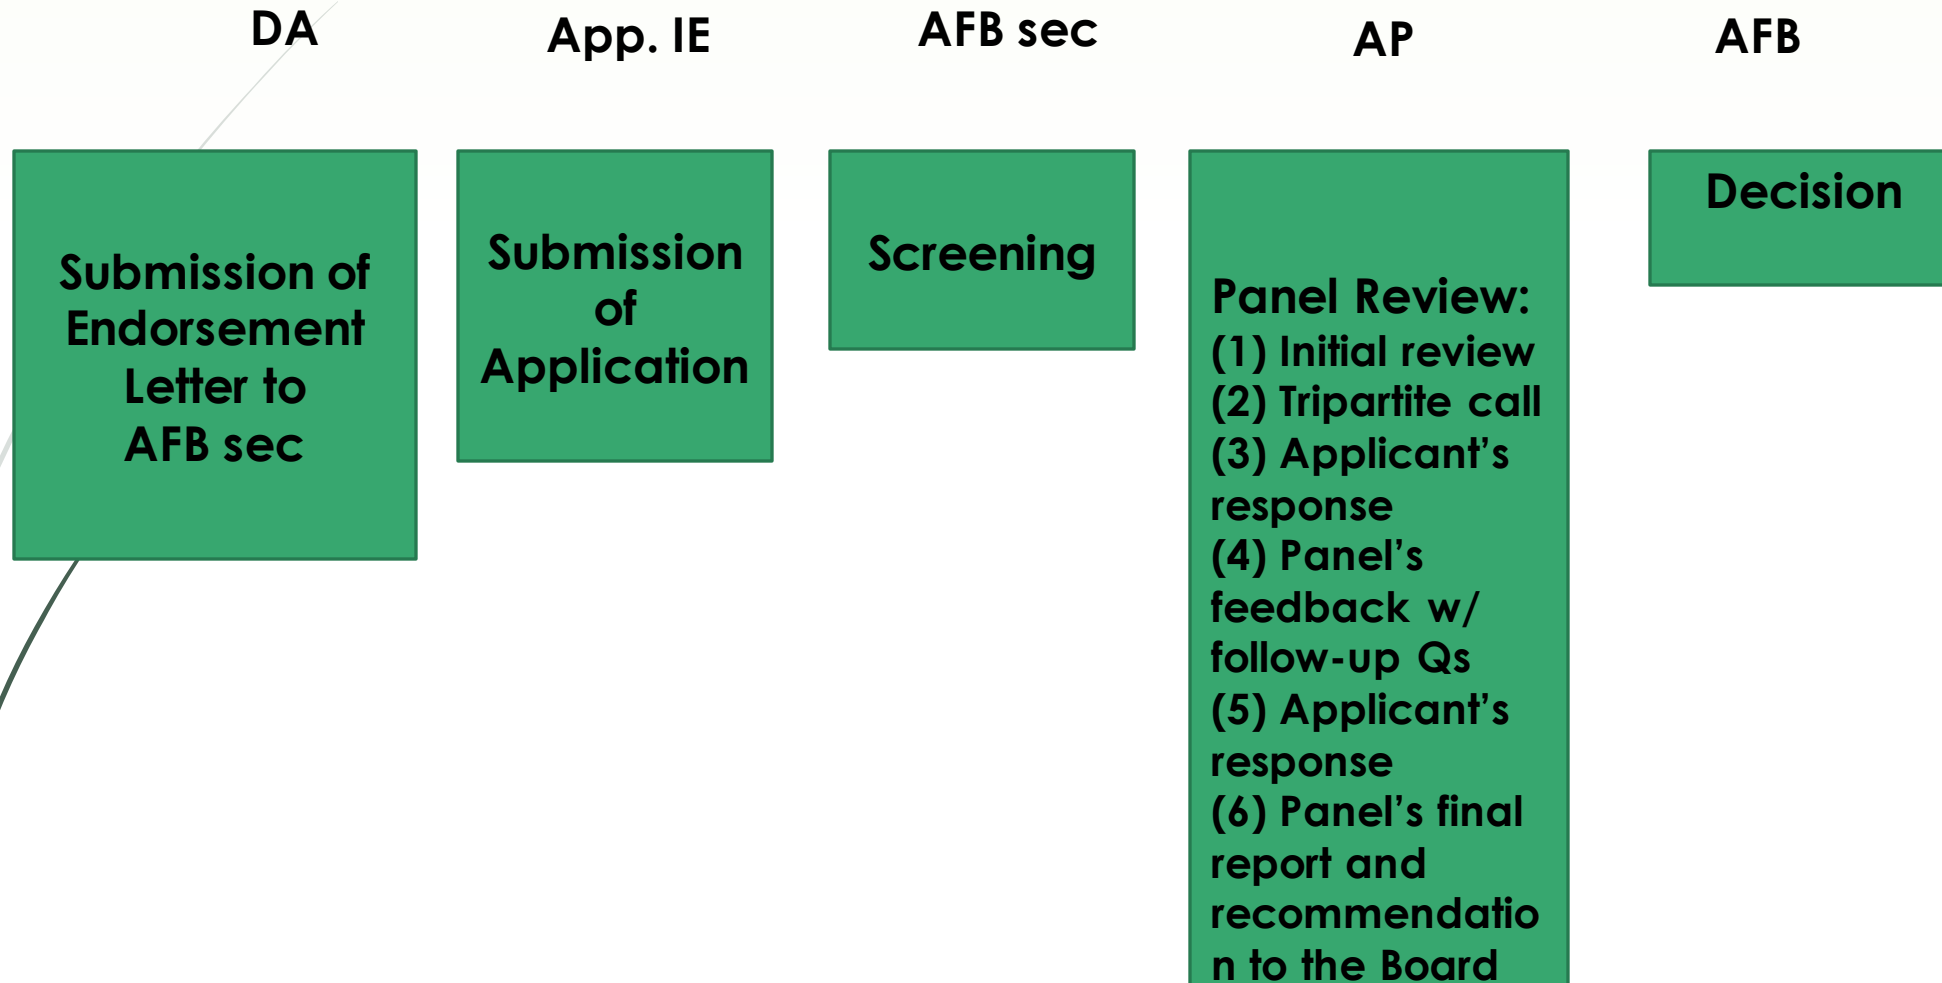 DA
App. IE
AFB sec
AP
AFB
Submission of
Endorsement
Letter to
AFB sec
Submission
of
Application
Screening
Panel Review:
(1) Initial review
(2) Tripartite call
(3) Applicant’s
response
(4) Panel’s
feedback w/
follow-up Qs
(5) Applicant’s
response
(6) Panel’s final
report and
recommendatio
n to the Board
Decision